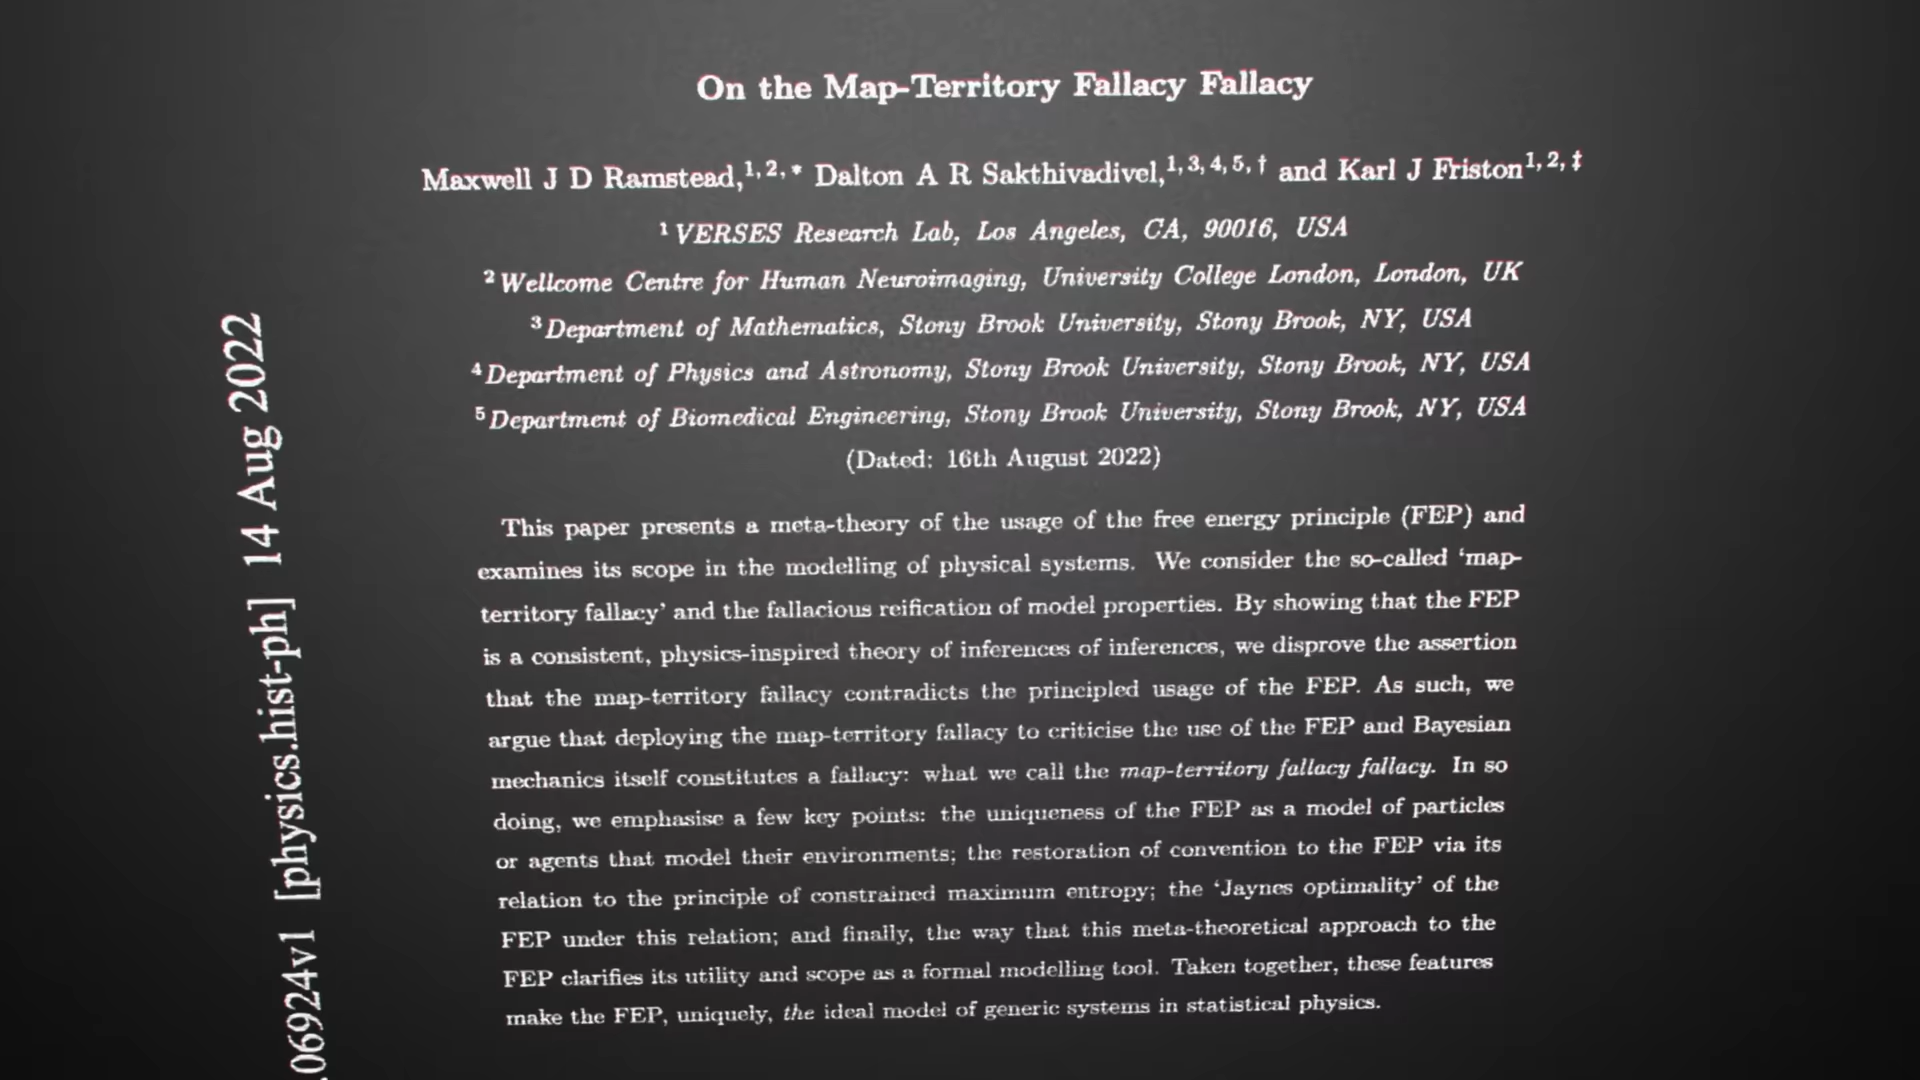 On the Map-Territory Fallacy Fallacy
Maxwell J D Ramstead,1, 2, * Dalton A R Sakthivadivel,1, 3, 4, 5, † and Karl J Friston1, 2, ‡
1 VERSES Research Lab, Los Angeles, CA, 90016, USA
2 Wellcome Centre for Human Neuroimaging, University College London, London, UK
3 Department of Mathematics, Stony Brook University, Stony Brook, NY, USA
4 Department of Physics and Astronomy, Stony Brook University, Stony Brook, NY, USA
5 Department of Biomedical Engineering, Stony Brook University, Stony Brook, NY, USA
(Dated: 16th August 2022)
This paper presents a meta-theory of the usage of the free energy principle (FEP) and
examines its scope in the modelling of physical systems. We consider the so-called ‘map-
territory fallacy’ and the fallacious reification of model properties. By showing that the FEP
is a consistent, physics-inspired theory of inferences of inferences, we disprove the assertion
that the map-territory fallacy contradicts the principled usage of the FEP. As such, we
argue that deploying the map-territory fallacy to criticise the use of the FEP and Bayesian
mechanics itself constitutes a fallacy: what we call the map-territory fallacy fallacy. In so
doing, we emphasise a few key points: the uniqueness of the FEP as a model of particles
or agents that model their environments; the restoration of convention to the FEP via its
relation to the principle of constrained maximum entropy; the ‘Jaynes optimality’ of the
FEP under this relation; and finally, the way that this meta-theoretical approach to the
FEP clarifies its utility and scope as a formal modelling tool. Taken together, these features
make the FEP, uniquely, the ideal model of generic systems in statistical physics.
.06924v1 [physics.hist-ph] 14 Aug 2022